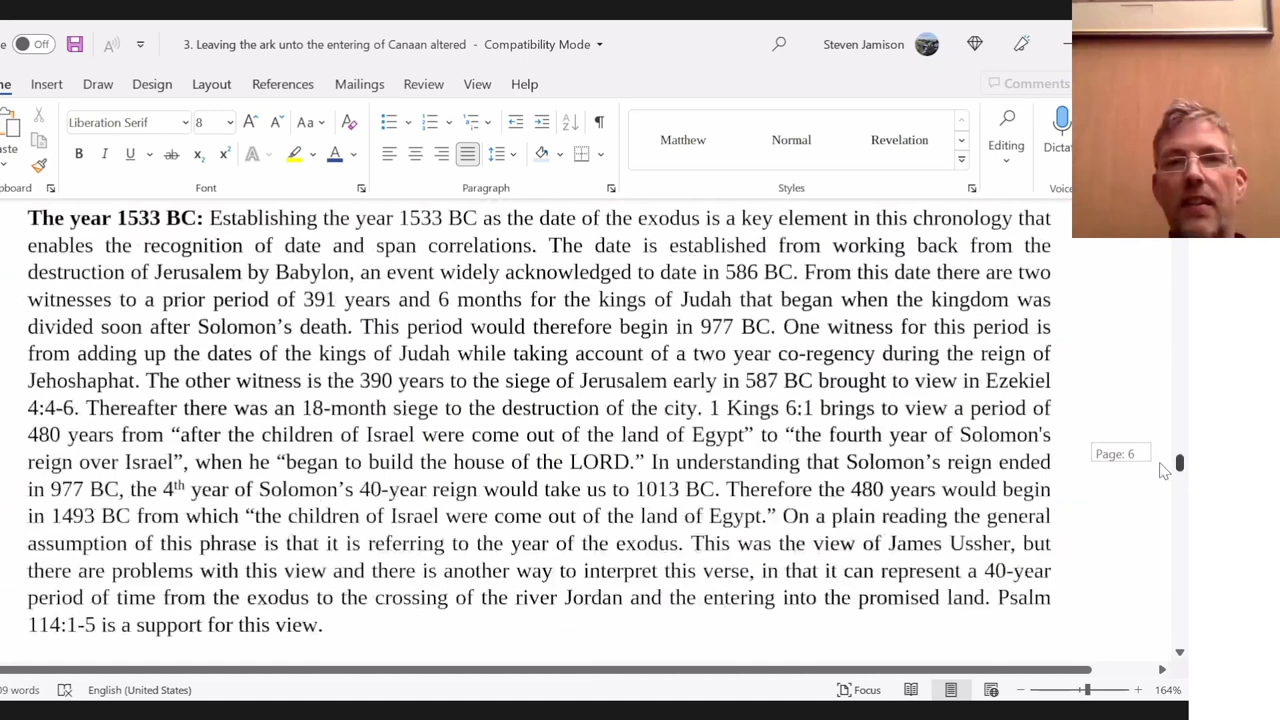 e Off 3. Leaving the ark unto the entering of Canaan altered - Compatibility Mode Steven Jamison
me Insert Draw Design Layout References Mailings Review View Help Comments
Liberation Serif 8 A A Aa A
Matthew Normal Revelation
aste B I U ab x₂ x² A A Editing Dictat
lipboard Font Paragraph Styles Voice
The year 1533 BC: Establishing the year 1533 BC as the date of the exodus is a key element in this chronology that
enables the recognition of date and span correlations. The date is established from working back from the
destruction of Jerusalem by Babylon, an event widely acknowledged to date in 586 BC. From this date there are two
witnesses to a prior period of 391 years and 6 months for the kings of Judah that began when the kingdom was
divided soon after Solomon’s death. This period would therefore begin in 977 BC. One witness for this period is
from adding up the dates of the kings of Judah while taking account of a two year co-regency during the reign of
Jehoshaphat. The other witness is the 390 years to the siege of Jerusalem early in 587 BC brought to view in Ezekiel
4:4-6. Thereafter there was an 18-month siege to the destruction of the city. 1 Kings 6:1 brings to view a period of
480 years from “after the children of Israel were come out of the land of Egypt” to “the fourth year of Solomon's
reign over Israel”, when he “began to build the house of the LORD.” In understanding that Solomon’s reign ended
in 977 BC, the 4th year of Solomon’s 40-year reign would take us to 1013 BC. Therefore the 480 years would begin
in 1493 BC from which “the children of Israel were come out of the land of Egypt.” On a plain reading the general
assumption of this phrase is that it is referring to the year of the exodus. This was the view of James Ussher, but
there are problems with this view and there is another way to interpret this verse, in that it can represent a 40-year
period of time from the exodus to the crossing of the river Jordan and the entering into the promised land. Psalm
114:1-5 is a support for this view.
Page: 6
09 words English (United States) Focus 164%